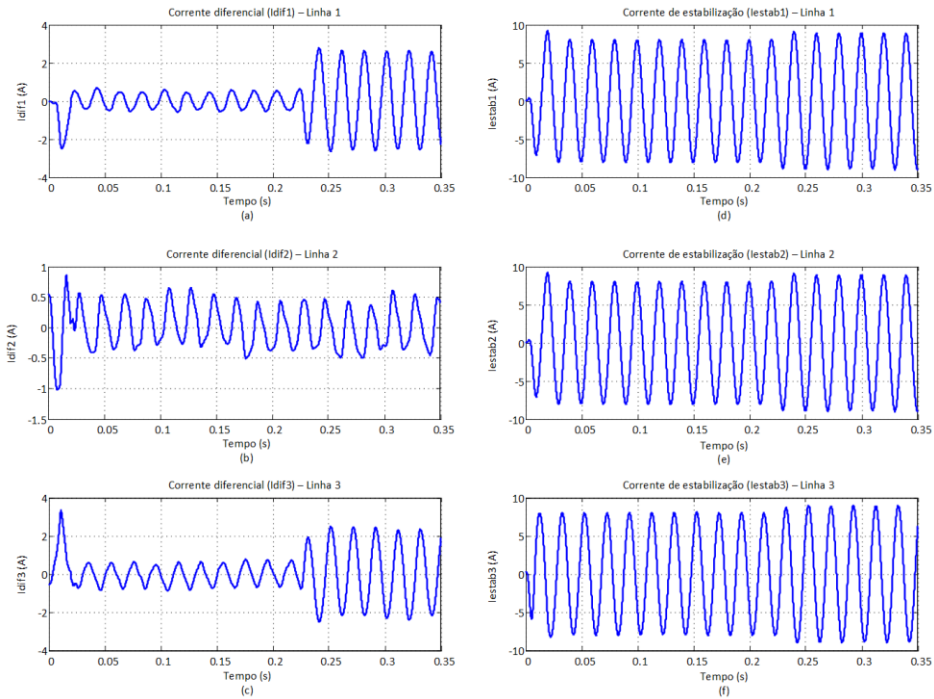 Corrente diferencial (Idif1) – Linha 1
4
2
0
-2
-4
Idif1 (A)
0 0.05 0.1 0.15 0.2 0.25 0.3 0.35
Tempo (s)
(a)
Corrente de estabilização (Iestab1) – Linha 1
10
5
0
-5
-10
Iestab1 (A)
0 0.05 0.1 0.15 0.2 0.25 0.3 0.35
Tempo (s)
(d)
Corrente diferencial (Idif2) – Linha 2
1
0.5
0
-0.5
-1
-1.5
Idif2 (A)
0 0.05 0.1 0.15 0.2 0.25 0.3 0.35
Tempo (s)
(b)
Corrente de estabilização (Iestab2) – Linha 2
10
5
0
-5
-10
Iestab2 (A)
0 0.05 0.1 0.15 0.2 0.25 0.3 0.35
Tempo (s)
(e)
Corrente diferencial (Idif3) – Linha 3
4
2
0
-2
-4
Idif3 (A)
0 0.05 0.1 0.15 0.2 0.25 0.3 0.35
Tempo (s)
(c)
Corrente de estabilização (Iestab3) – Linha 3
10
5
0
-5
-10
Iestab3 (A)
0 0.05 0.1 0.15 0.2 0.25 0.3 0.35
Tempo (s)
(f)